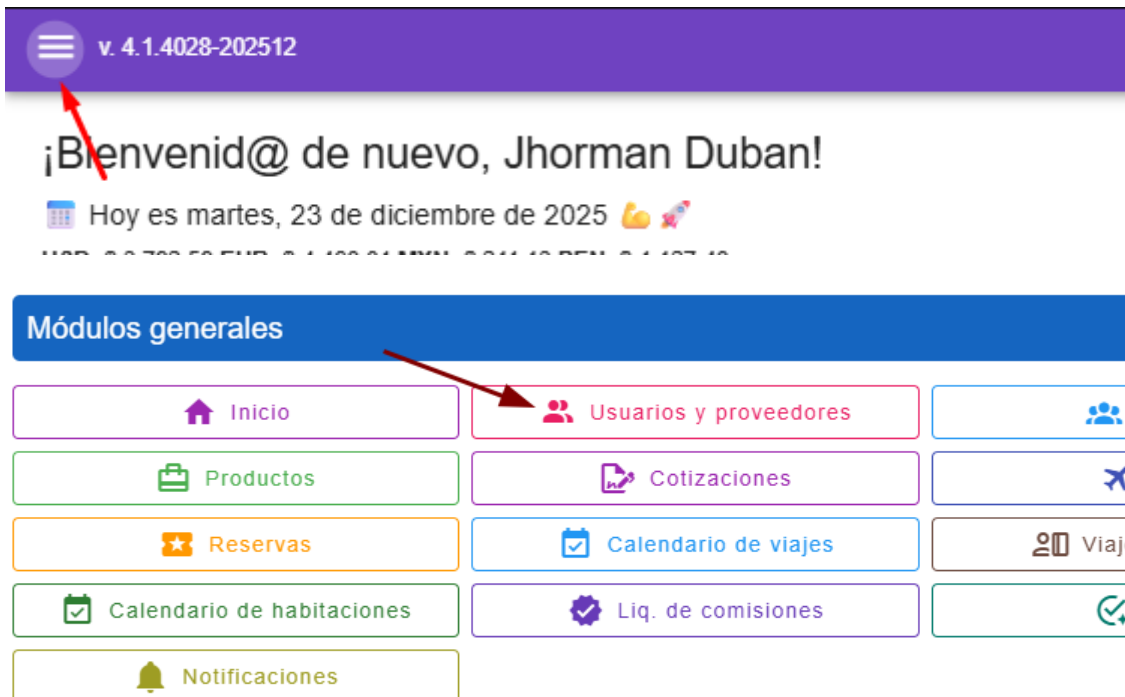 v. 4.1.4028-202512
¡Bienvenid@ de nuevo, Jhorman Duban!
Hoy es martes, 23 de diciembre de 2025
Módulos generales
Inicio
Usuarios y proveedores
Productos
Cotizaciones
Reservas
Calendario de viajes
Calendario de habitaciones
Liq. de comisiones
Notificaciones